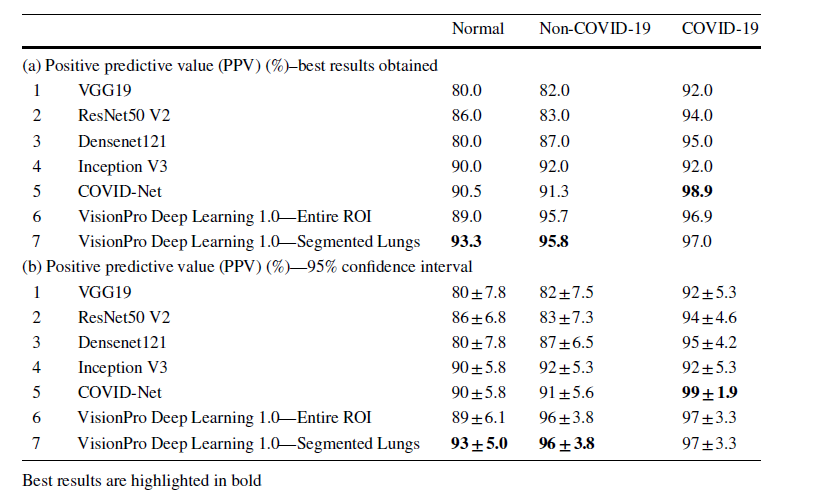 Normal Non-COVID-19 COVID-19
(a) Positive predictive value (PPV) (%)–best results obtained
1 VGG19 80.0 82.0 92.0
2 ResNet50 V2 86.0 83.0 94.0
3 Densenet121 80.0 87.0 95.0
4 Inception V3 90.0 92.0 92.0
5 COVID-Net 90.5 91.3 98.9
6 VisionPro Deep Learning 1.0—Entire ROI 89.0 95.7 96.9
7 VisionPro Deep Learning 1.0—Segmented Lungs 93.3 95.8 97.0
(b) Positive predictive value (PPV) (%)—95% confidence interval
1 VGG19 80±7.8 82±7.5 92±5.3
2 ResNet50 V2 86±6.8 83±7.3 94±4.6
3 Densenet121 80±7.8 87±6.5 95±4.2
4 Inception V3 90±5.8 92±5.3 92±5.3
5 COVID-Net 90±5.8 91±5.6 99±1.9
6 VisionPro Deep Learning 1.0—Entire ROI 89±6.1 96±3.8 97±3.3
7 VisionPro Deep Learning 1.0—Segmented Lungs 93±5.0 96±3.8 97±3.3
Best results are highlighted in bold